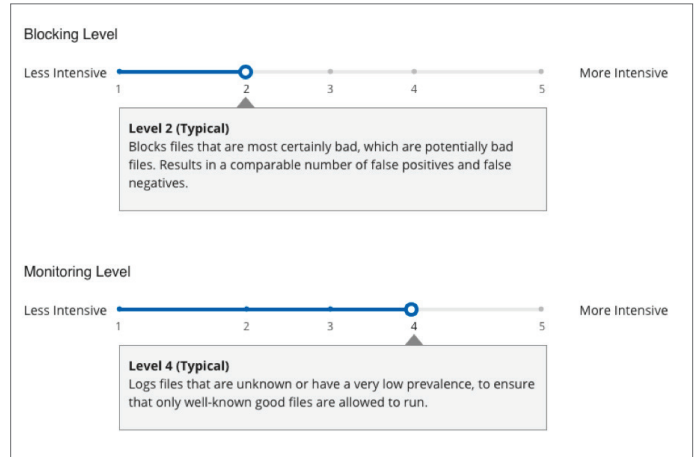 Blocking Level
Less Intensive More Intensive
1 2 3 4 5
Level 2 (Typical)
Blocks files that are most certainly bad, which are potentially bad
files. Results in a comparable number of false positives and false
negatives.
Monitoring Level
Less Intensive More Intensive
1 2 3 4 5
Level 4 (Typical)
Logs files that are unknown or have a very low prevalence, to ensure
that only well-known good files are allowed to run.